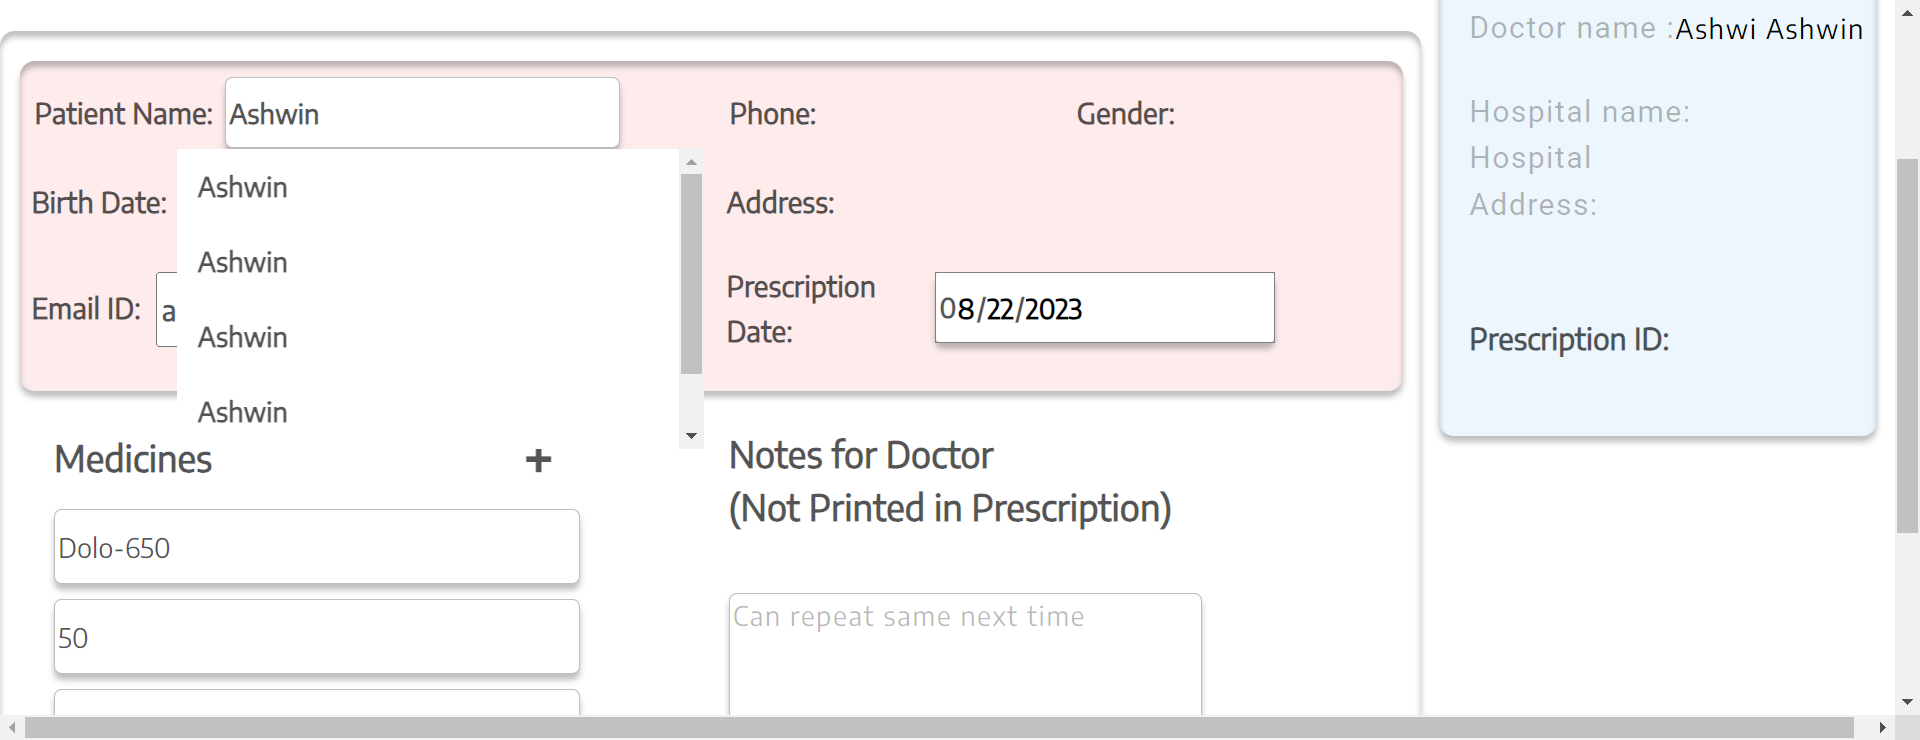 Doctor name :Ashwi Ashwin
Patient Name: Ashwin
Phone:
Gender:
Hospital name:
Hospital
Address:
Ashwin
Ashwin
Ashwin
Ashwin
Birth Date:
Address:
Email ID: a
Prescription
Date:
08/22/2023
Prescription ID:
Medicines +
Dolo-650
50
Notes for Doctor
(Not Printed in Prescription)
Can repeat same next time